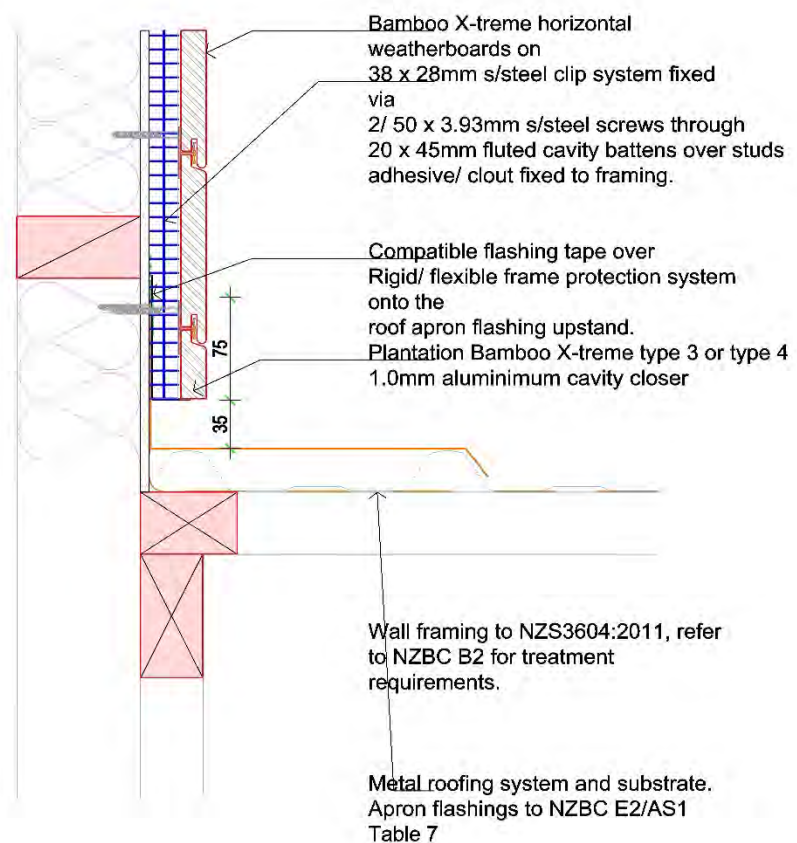 Bamboo X-treme horizontal
weatherboards on
38 x 28mm s/steel clip system fixed
via
2/ 50 x 3.93mm s/steel screws through
20 x 45mm fluted cavity battens over studs
adhesive/ clout fixed to framing.
Compatible flashing tape over
Rigid/ flexible frame protection system
onto the
roof apron flashing upstand.
Plantation Bamboo X-treme type 3 or type 4
1.0mm aluminimum cavity closer
75
35
Wall framing to NZS3604:2011, refer
to NZBC B2 for treatment
requirements.
Metal roofing system and substrate.
Apron flashings to NZBC E2/AS1
Table 7